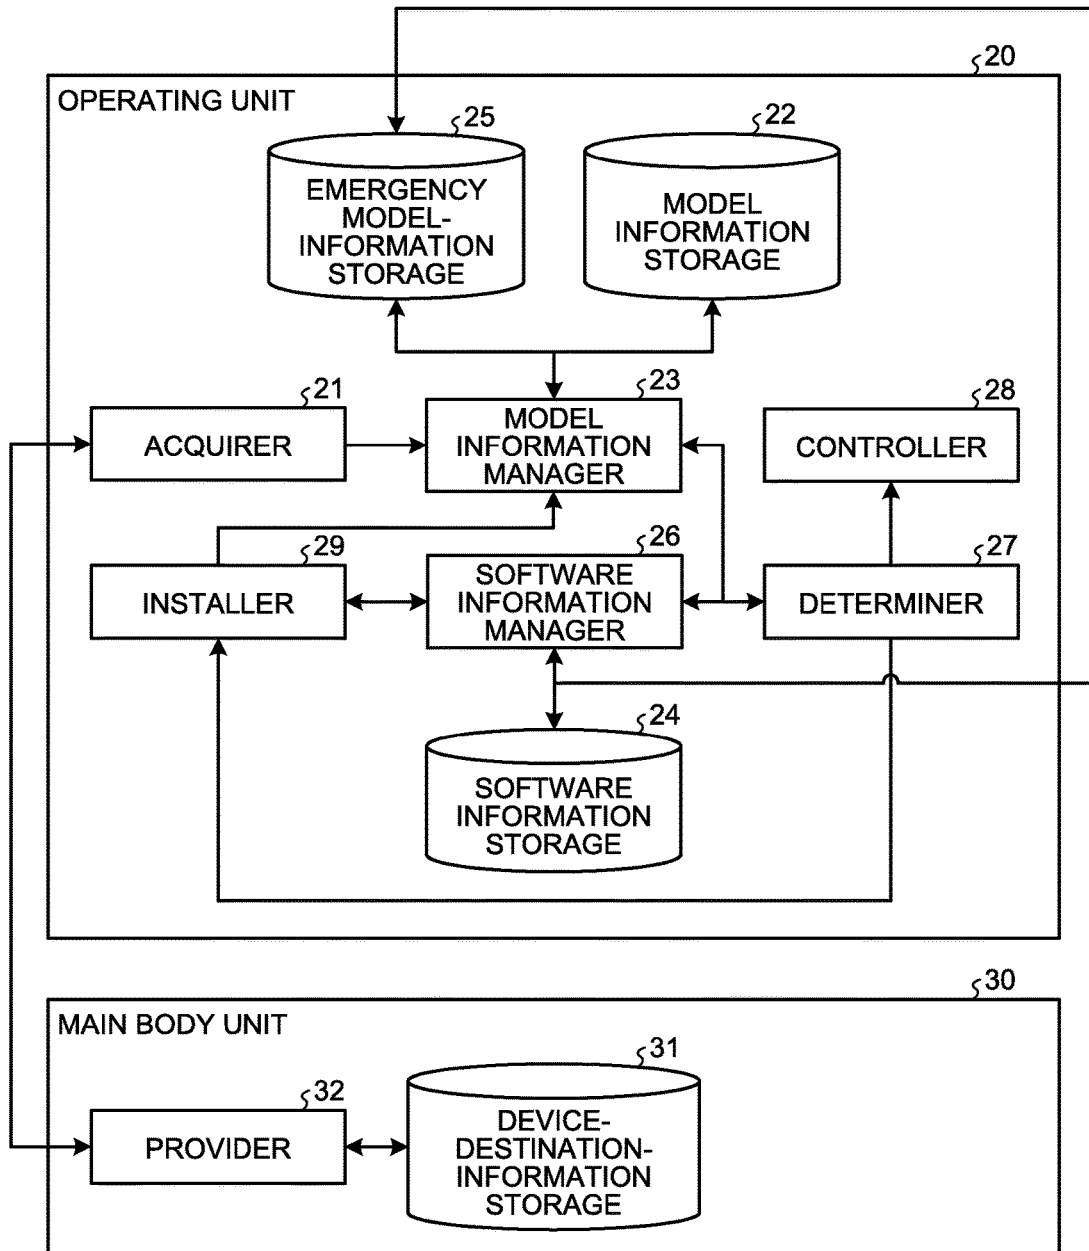 20
OPERATING UNIT
25
22
EMERGENCY
MODEL-
INFORMATION
STORAGE
MODEL
INFORMATION
STORAGE
21
23
28
ACQUIRER
MODEL
INFORMATION
MANAGER
CONTROLLER
29
26
27
INSTALLER
SOFTWARE
INFORMATION
MANAGER
DETERMINER
24
SOFTWARE
INFORMATION
STORAGE
30
MAIN BODY UNIT
31
32
PROVIDER
DEVICE-
DESTINATION-
INFORMATION
STORAGE